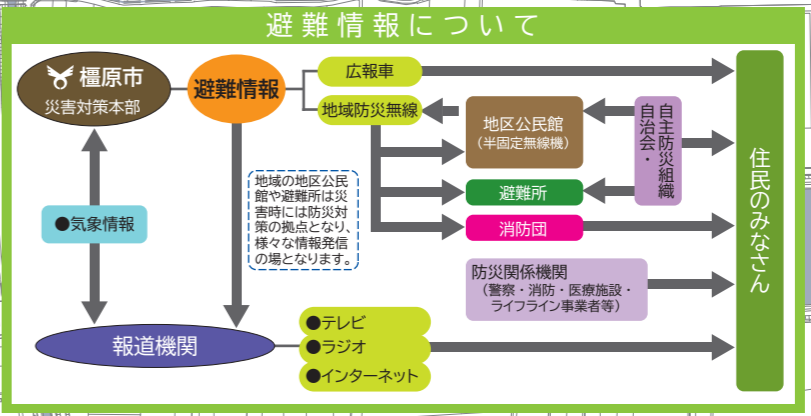 避難情報について
橿原市
災害対策本部
避難情報
広報車
地域防災無線
地区公民館
（半固定無線機）
自主防災組織
自治会・
避難所
消防団
住民のみなさん
地域の地区公民
館や避難所は災
害時には防災対
策の拠点となり、
様々な情報発信
の場となります。
●気象情報
防災関係機関
（警察・消防・医療施設・
ライフライン事業者等）
報道機関
●テレビ
●ラジオ
●インターネット